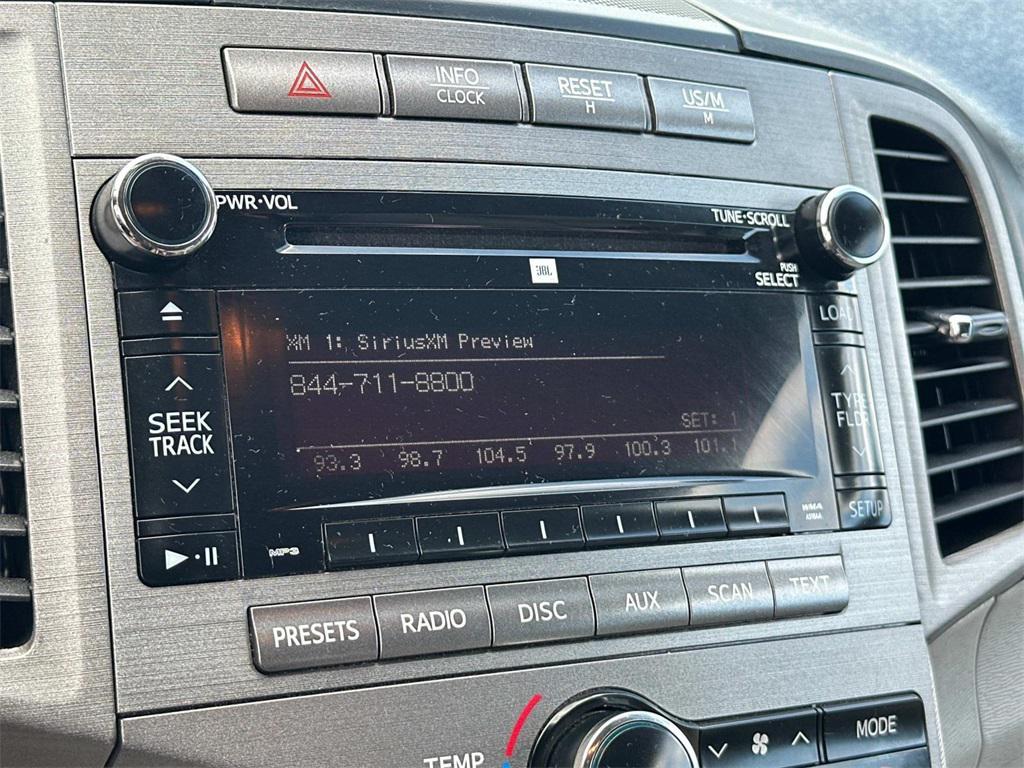 INFO
CLOCK
RESET
H
US/M
M
PWR•VOL
TUNE•SCROLL
JBL
PUSH
SELECT
LOAD
XM 1: SiriusXM Preview
844-711-8800
SEEK
TRACK
TYPE
FLDR
SET: 1
93.3 98.7 104.5 97.9 100.3 101.1
MP3
WMA
SETUP
PRESETS RADIO DISC AUX SCAN TEXT
TEMP
MODE